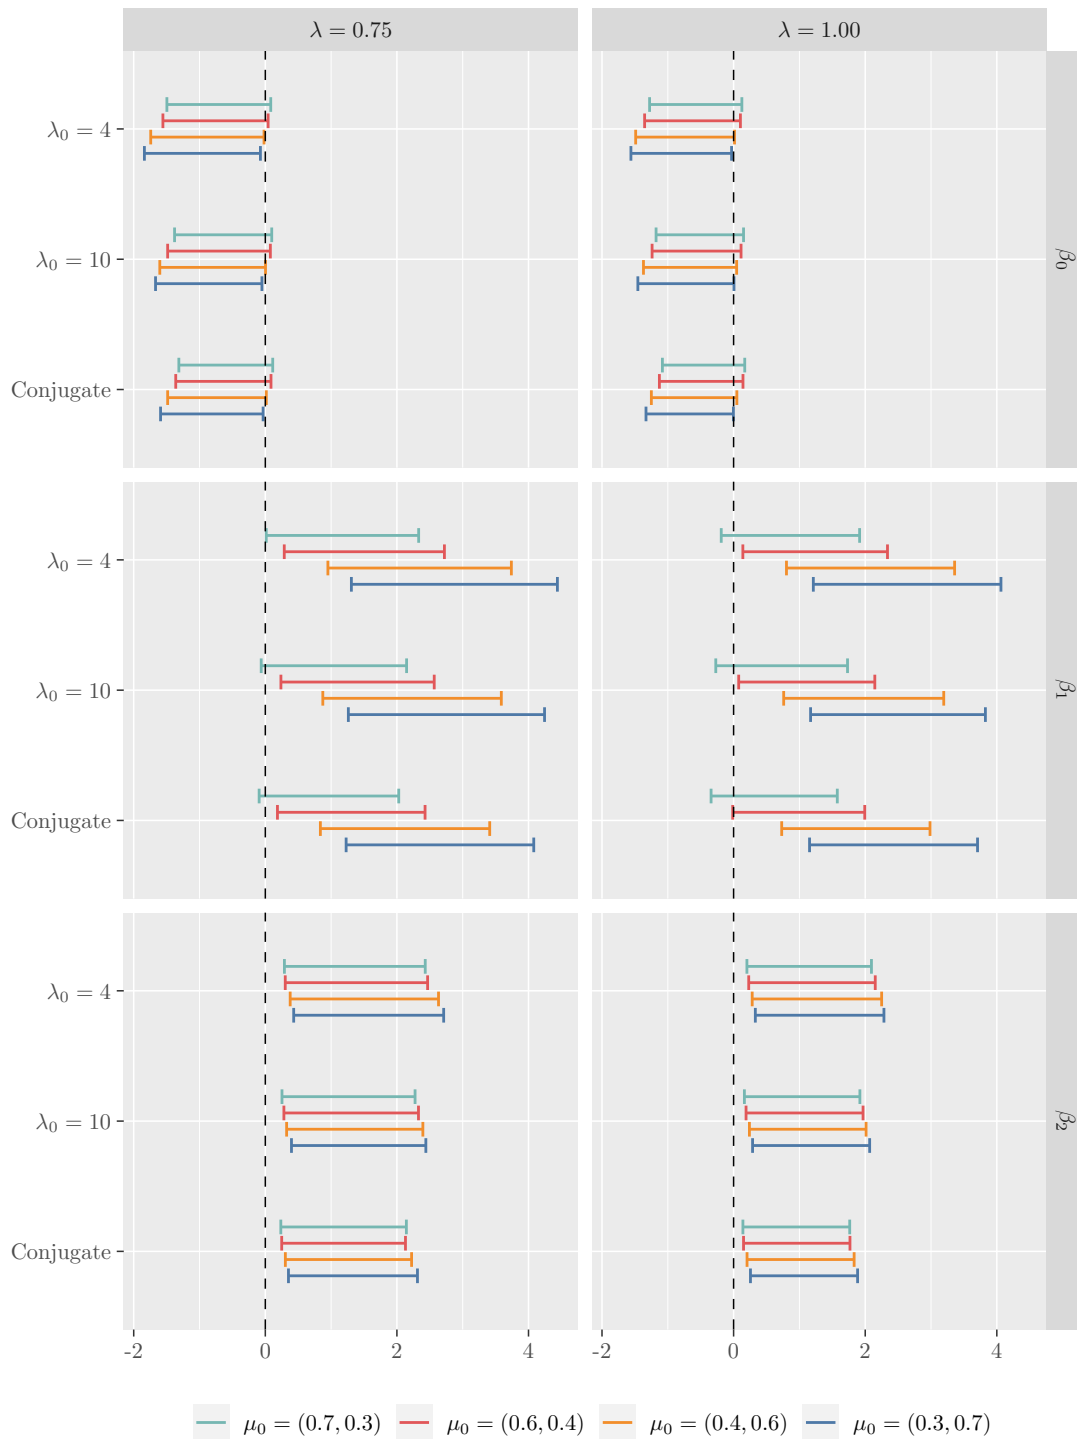 λ = 0.75 λ = 1.00
λ₀ = 4
λ₀ = 10
Conjugate
β₀
λ₀ = 4
λ₀ = 10
Conjugate
β₁
λ₀ = 4
λ₀ = 10
Conjugate
β₂
-2 0 2 4 -2 0 2 4
μ₀ = (0.7, 0.3) μ₀ = (0.6, 0.4) μ₀ = (0.4, 0.6) μ₀ = (0.3, 0.7)